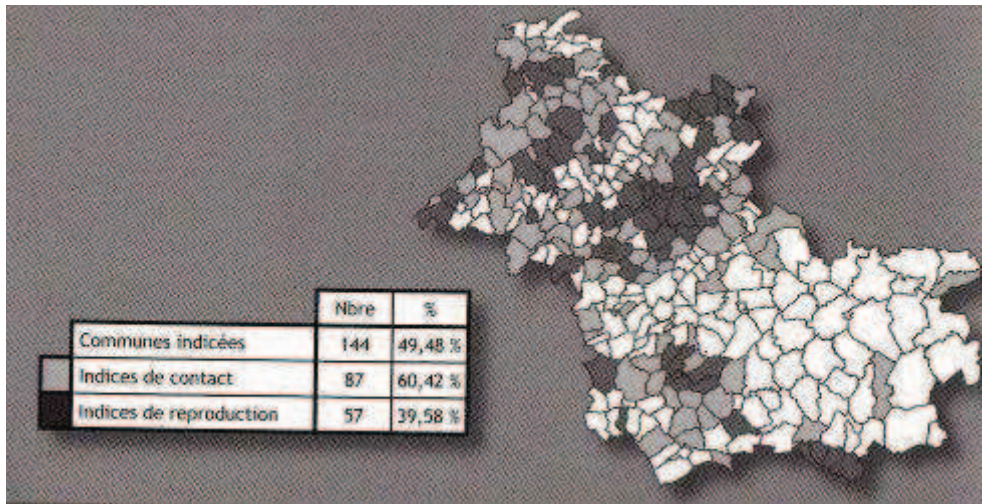 Nbre %
Communes indicées 144 49,48 %
Indices de contact 87 60,42 %
Indices de reproduction 57 39,58 %